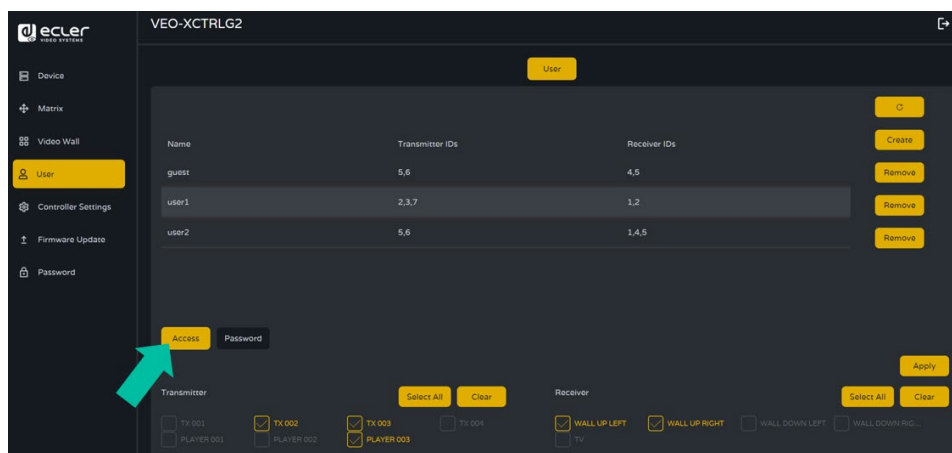 ecler
VIDEO SYSTEMS
VEO-XCTRLG2
Device
Matrix
Video Wall
User
Controller Settings
Firmware Update
Password
User
Create
Name Transmitter IDs Receiver IDs
guest 5,6 4,5 Remove
user1 2,3,7 1,2 Remove
user2 5,6 1,4,5 Remove
Access Password
Apply
Transmitter Select All Clear
TX 001 TX 002 TX 003 TX 004
PLAYER 001 PLAYER 002 PLAYER 003
Receiver Select All Clear
WALL UP LEFT WALL UP RIGHT WALL DOWN LEFT WALL DOWN RIG...
TV